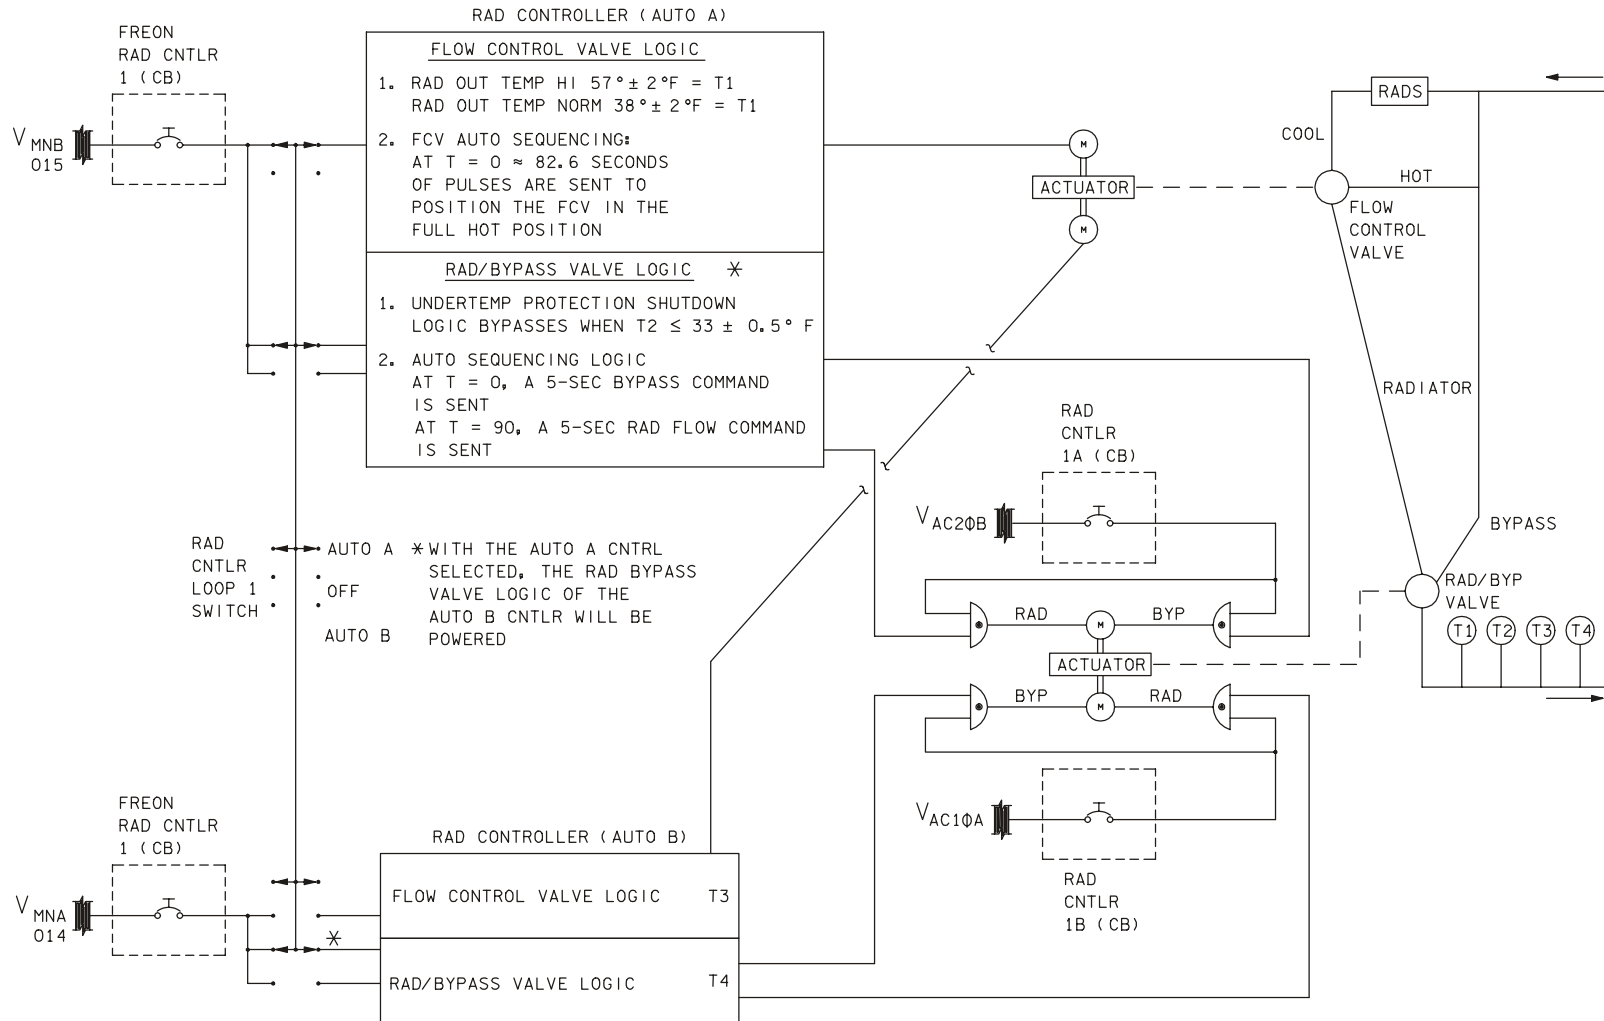 RAD CONTROLLER (AUTO A)
FREON
RAD CNTLR
1 (CB)
V MNB
015
FLOW CONTROL VALVE LOGIC
1. RAD OUT TEMP HI 57° ± 2°F = T1
RAD OUT TEMP NORM 38° ± 2°F = T1
2. FCV AUTO SEQUENCING:
AT T = 0 ≈ 82.6 SECONDS
OF PULSES ARE SENT TO
POSITION THE FCV IN THE
FULL HOT POSITION
RAD/BYPASS VALVE LOGIC *
1. UNDERTEMP PROTECTION SHUTDOWN
LOGIC BYPASSES WHEN T2 ≤ 33 ± 0.5° F
2. AUTO SEQUENCING LOGIC
AT T = 0, A 5-SEC BYPASS COMMAND
IS SENT
AT T = 90, A 5-SEC RAD FLOW COMMAND
IS SENT
M
ACTUATOR
M
RADS
COOL
HOT
FLOW
CONTROL
VALVE
RADIATOR
BYPASS
RAD/BYP
VALVE
T1 T2 T3 T4
RAD
CNTLR
LOOP 1
SWITCH
AUTO A
OFF
AUTO B
* WITH THE AUTO A CNTRL
SELECTED, THE RAD BYPASS
VALVE LOGIC OF THE
AUTO B CNTLR WILL BE
POWERED
RAD
CNTLR
1A (CB)
V AC2ΦB
RAD M BYP
ACTUATOR
BYP M RAD
V AC1ΦA
RAD
CNTLR
1B (CB)
FREON
RAD CNTLR
1 (CB)
V MNA
014
*
RAD CONTROLLER (AUTO B)
FLOW CONTROL VALVE LOGIC T3
RAD/BYPASS VALVE LOGIC T4